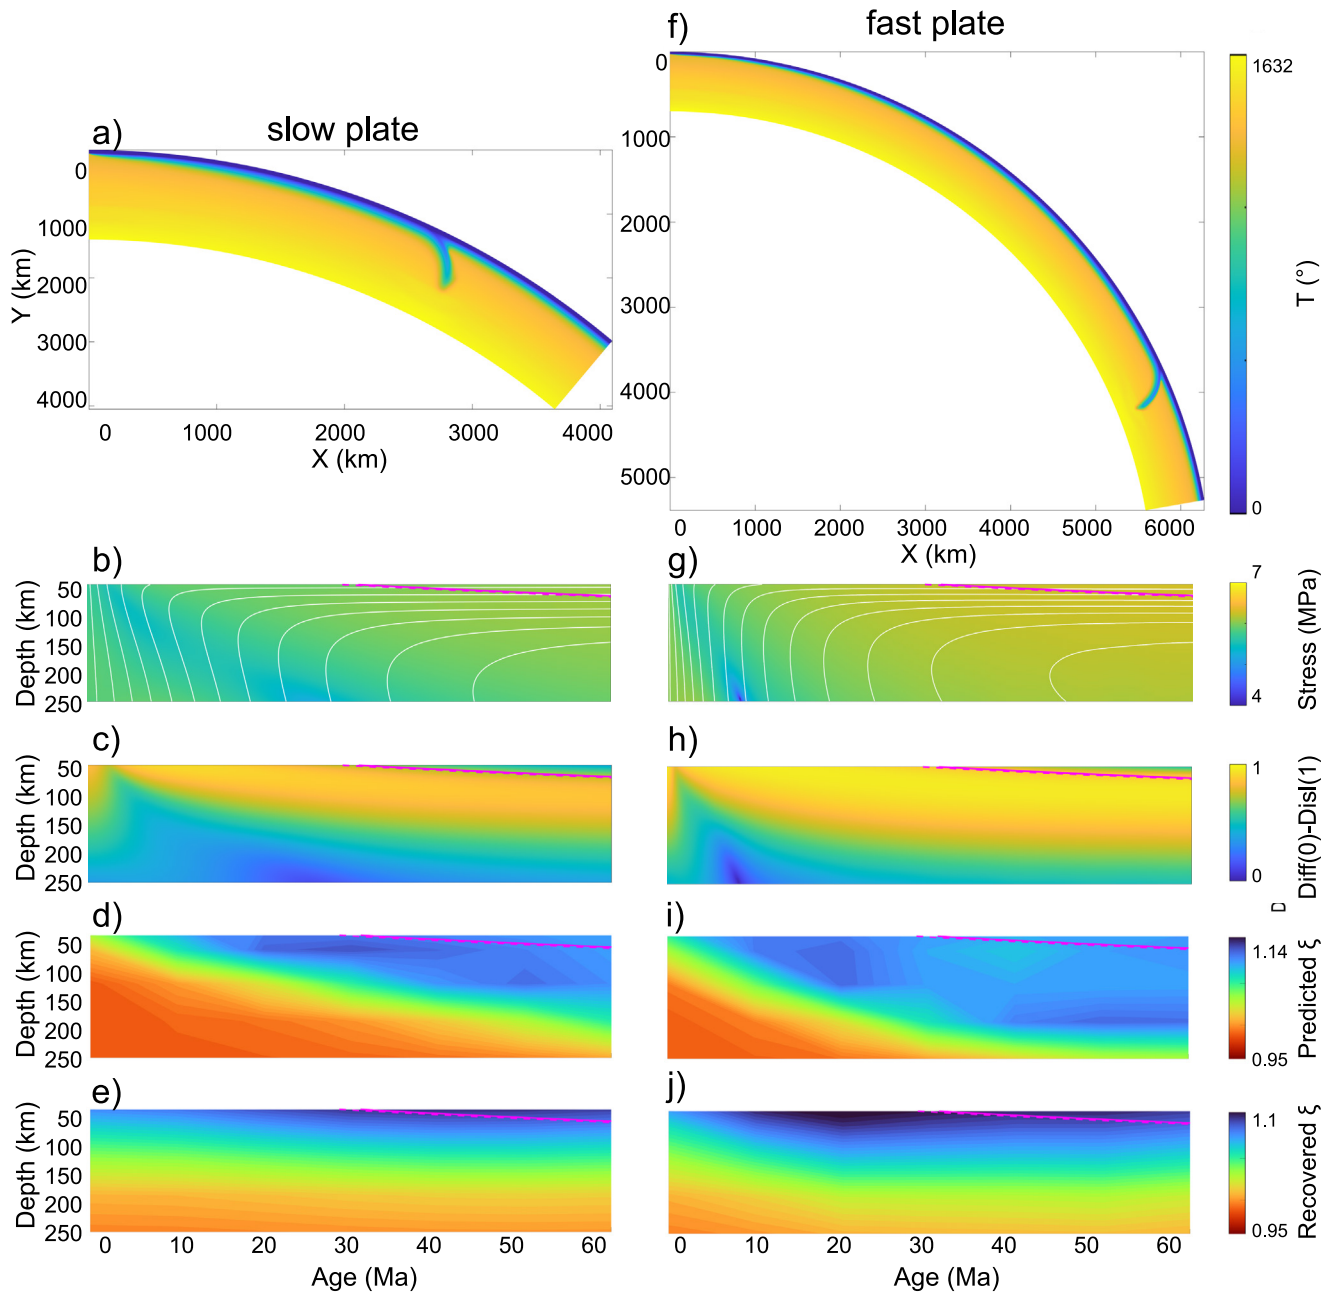 a)
slow plate
0
1000
2000
3000
4000
Y (km)
0 1000 2000 3000 4000
X (km)
f)
fast plate
0
1000
2000
3000
4000
5000
0 1000 2000 3000 4000 5000 6000
X (km)
1632
0
T (°)
b)
50
100
150
200
250
Depth (km)
g)
7
4
Stress (MPa)
c)
50
100
150
200
250
Depth (km)
h)
1
0
Diff(0)-Disl(1)
D
d)
50
100
150
200
250
Depth (km)
i)
1.14
0.95
Predicted ξ
e)
50
100
150
200
250
Depth (km)
0 10 20 30 40 50 60
Age (Ma)
j)
0 10 20 30 40 50 60
Age (Ma)
1.1
0.95
Recovered ξ